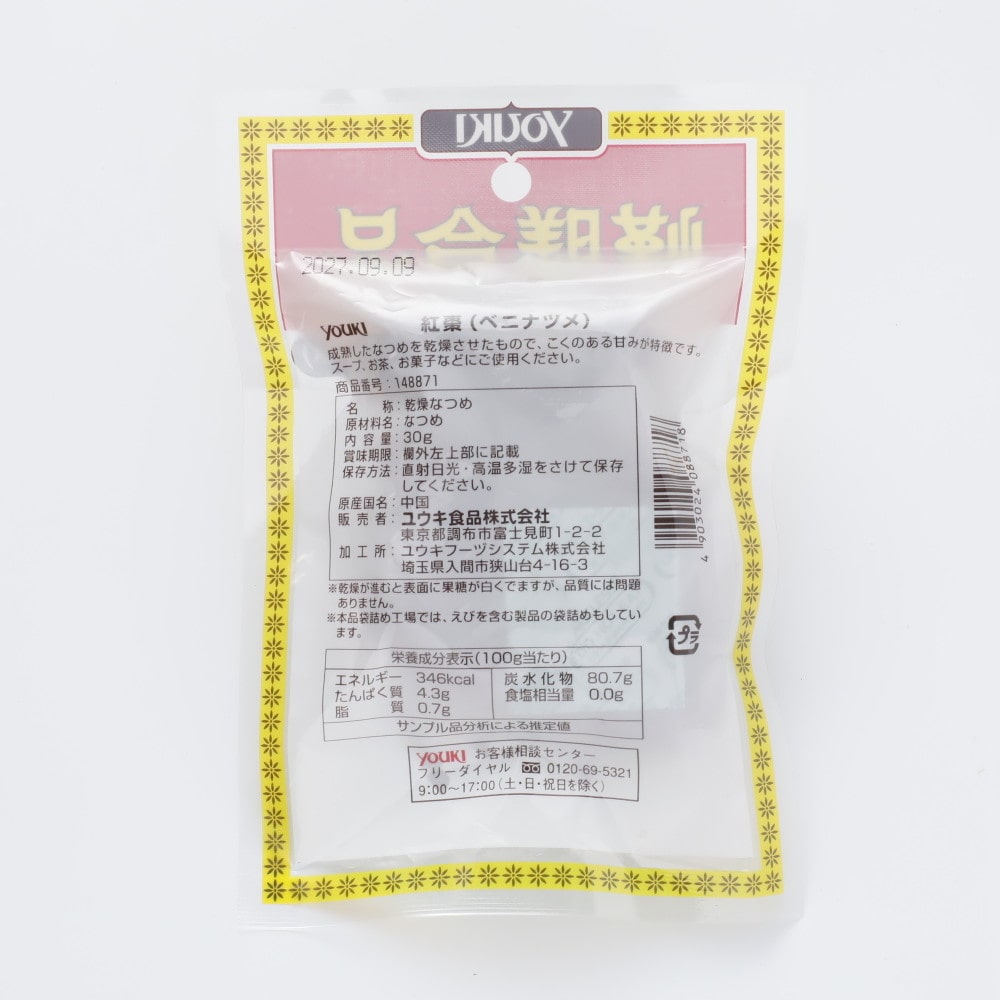 YOUKI
2027.09.09
YOUKI 紅棗(ベニナツメ)
成熟したなつめを乾燥させたもので、こくのある甘みが特徴です。
スープ、お茶、お菓子などにご使用ください。
商品番号:148871
名 称:乾燥なつめ
原材料名:なつめ
内容量:30g
賞味期限:欄外左上部に記載
保存方法:直射日光・高温多湿をさけて保存
してください。
原産国名:中国
販売者:ユウキ食品株式会社
東京都調布市富士見町1-2-2
加工所:ユウキフーヅシステム株式会社
埼玉県入間市狭山台4-16-3
※乾燥が進むと表面に果糖が白くでますが、品質には問題
ありません。
※本品袋詰め工場では、えびを含む製品の袋詰めもしてい
ます。
4 903024 088718
プラ
栄養成分表示(100g当たり)
エネルギー 346kcal 炭水化物 80.7g
たんぱく質 4.3g 食塩相当量 0.0g
脂質 0.7g
サンプル品分析による推定値
YOUKI お客様相談センター
フリーダイヤル 0120-69-5321
9:00～17:00(土・日・祝日を除く)